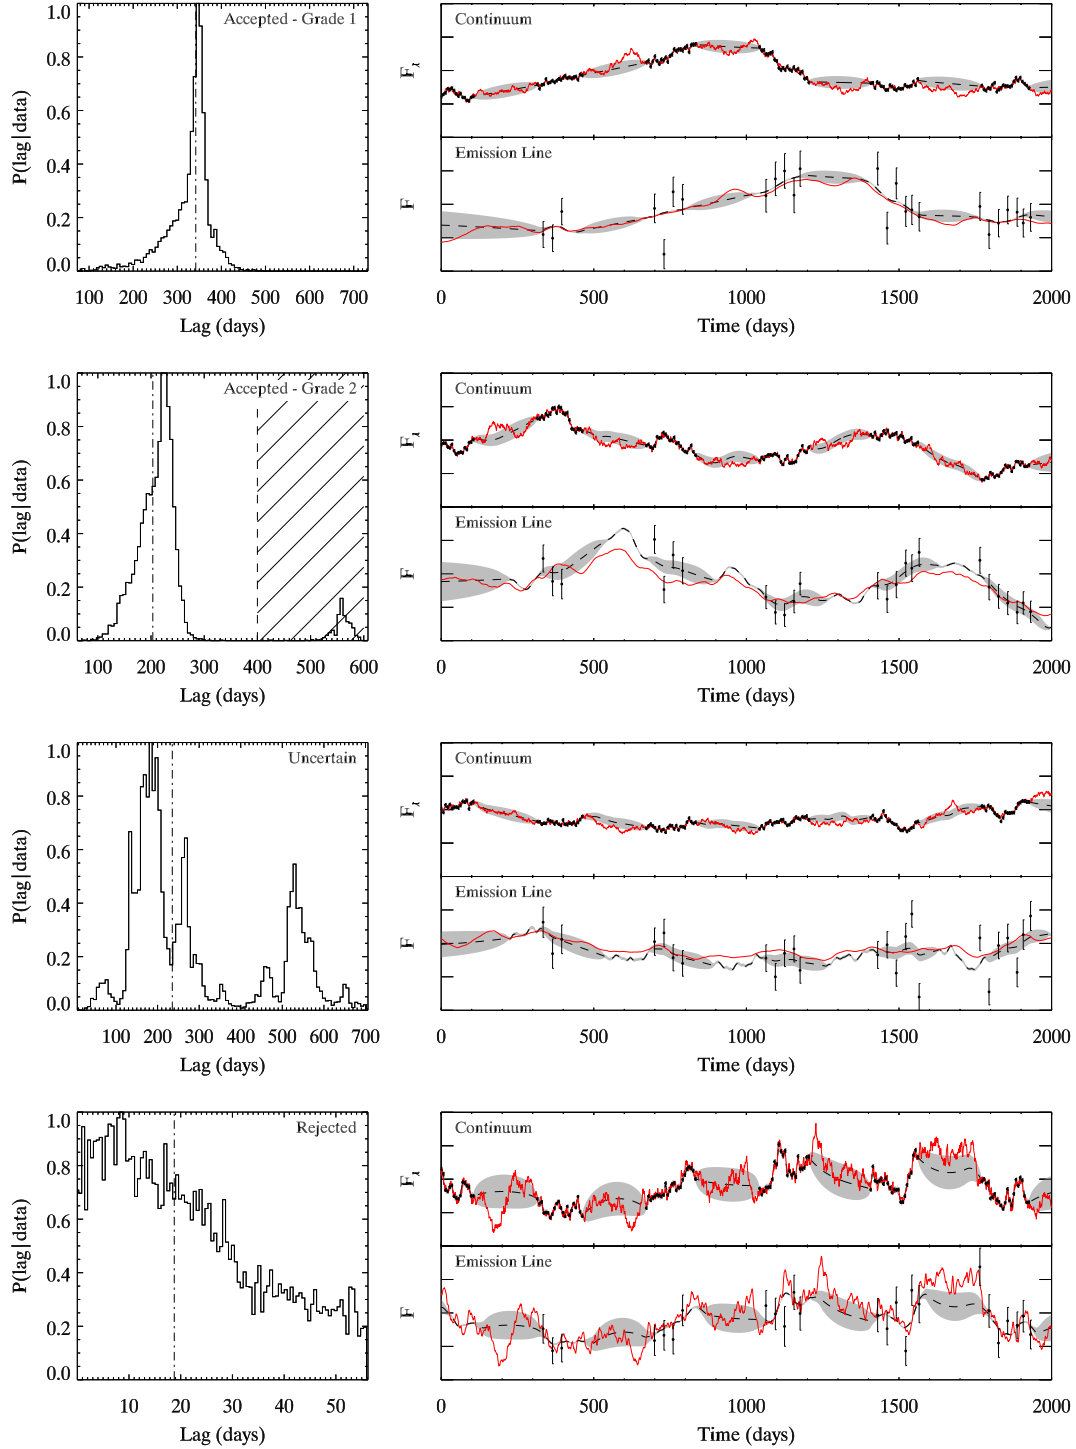 Accepted - Grade 1
1.0
0.8
0.6
0.4
0.2
0.0
P(lag|data)
100 200 300 400 500 600 700
Lag (days)
Continuum
Fλ
Emission Line
F
0 500 1000 1500 2000
Time (days)
Accepted - Grade 2
1.0
0.8
0.6
0.4
0.2
0.0
P(lag|data)
100 200 300 400 500 600
Lag (days)
Continuum
Fλ
Emission Line
F
0 500 1000 1500 2000
Time (days)
Uncertain
1.0
0.8
0.6
0.4
0.2
0.0
P(lag|data)
100 200 300 400 500 600 700
Lag (days)
Continuum
Fλ
Emission Line
F
0 500 1000 1500 2000
Time (days)
Rejected
1.0
0.8
0.6
0.4
0.2
0.0
P(lag|data)
10 20 30 40 50
Lag (days)
Continuum
Fλ
Emission Line
F
0 500 1000 1500 2000
Time (days)